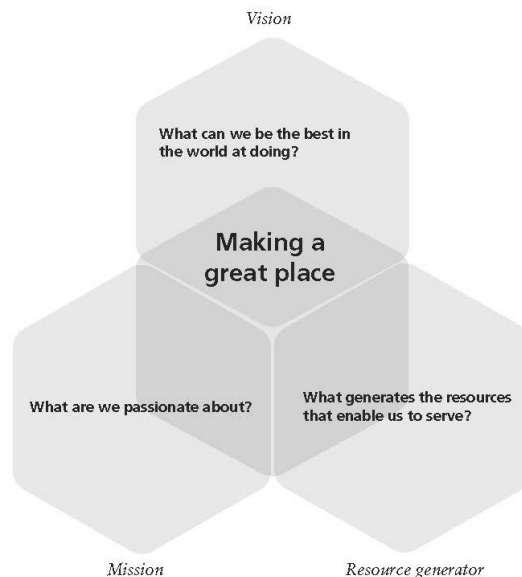 Vision
What can we be the best in
the world at doing?
Making a
great place
What are we passionate about?
What generates the resources
that enable us to serve?
Mission
Resource generator